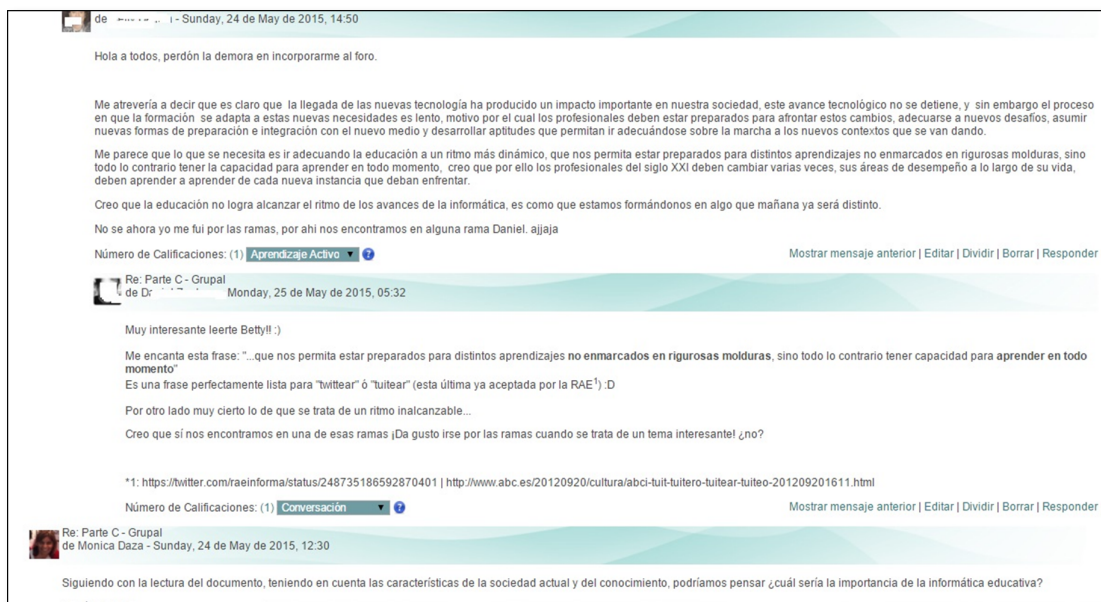 de - Sunday, 24 de May de 2015, 14:50
Hola a todos, perdón la demora en incorporarme al foro.
Me atrevería a decir que es claro que la llegada de las nuevas tecnología ha producido un impacto importante en nuestra sociedad, este avance tecnológico no se detiene, y sin embargo el proceso
en que la formación se adapta a estas nuevas necesidades es lento, motivo por el cual los profesionales deben estar preparados para afrontar estos cambios, adecuarse a nuevos desafíos, asumir
nuevas formas de preparación e integración con el nuevo medio y desarrollar aptitudes que permitan ir adecuándose sobre la marcha a los nuevos contextos que se van dando.
Me parece que lo que se necesita es ir adecuando la educación a un ritmo más dinámico, que nos permita estar preparados para distintos aprendizajes no enmarcados en rigurosas molduras, sino
todo lo contrario tener la capacidad para aprender en todo momento, creo que por ello los profesionales del siglo XXI deben cambiar varias veces, sus áreas de desempeño a lo largo de su vida,
deben aprender a aprender de cada nueva instancia que deban enfrentar.
Creo que la educación no logra alcanzar el ritmo de los avances de la informática, es como que estamos formándonos en algo que mañana ya será distinto.
No se ahora yo me fui por las ramas, por ahi nos encontramos en alguna rama Daniel. ajjaja
Número de Calificaciones: (1) Aprendizaje Activo ? Mostrar mensaje anterior | Editar | Dividir | Borrar | Responder
Re: Parte C - Grupal
de Monday, 25 de May de 2015, 05:32
Muy interesante leerte Betty!! :)
Me encanta esta frase: "...que nos permita estar preparados para distintos aprendizajes no enmarcados en rigurosas molduras, sino todo lo contrario tener capacidad para aprender en todo
momento"
Es una frase perfectamente lista para "twittear" ó "tuitear" (esta última ya aceptada por la RAE1) :D
Por otro lado muy cierto lo de que se trata de un ritmo inalcanzable...
Creo que sí nos encontramos en una de esas ramas ¡Da gusto irse por las ramas cuando se trata de un tema interesante! ¿no?
*1: https://twitter.com/raeinforma/status/248735186592870401 | http://www.abc.es/20120920/cultura/abci-tuit-tuitero-tuitear-tuiteo-201209201611.html
Número de Calificaciones: (1) Conversación ? Mostrar mensaje anterior | Editar | Dividir | Borrar | Responder
Re: Parte C - Grupal
de Monica Daza - Sunday, 24 de May de 2015, 12:30
Siguiendo con la lectura del documento, teniendo en cuenta las características de la sociedad actual y del conocimiento, podríamos pensar ¿cuál sería la importancia de la informática educativa?